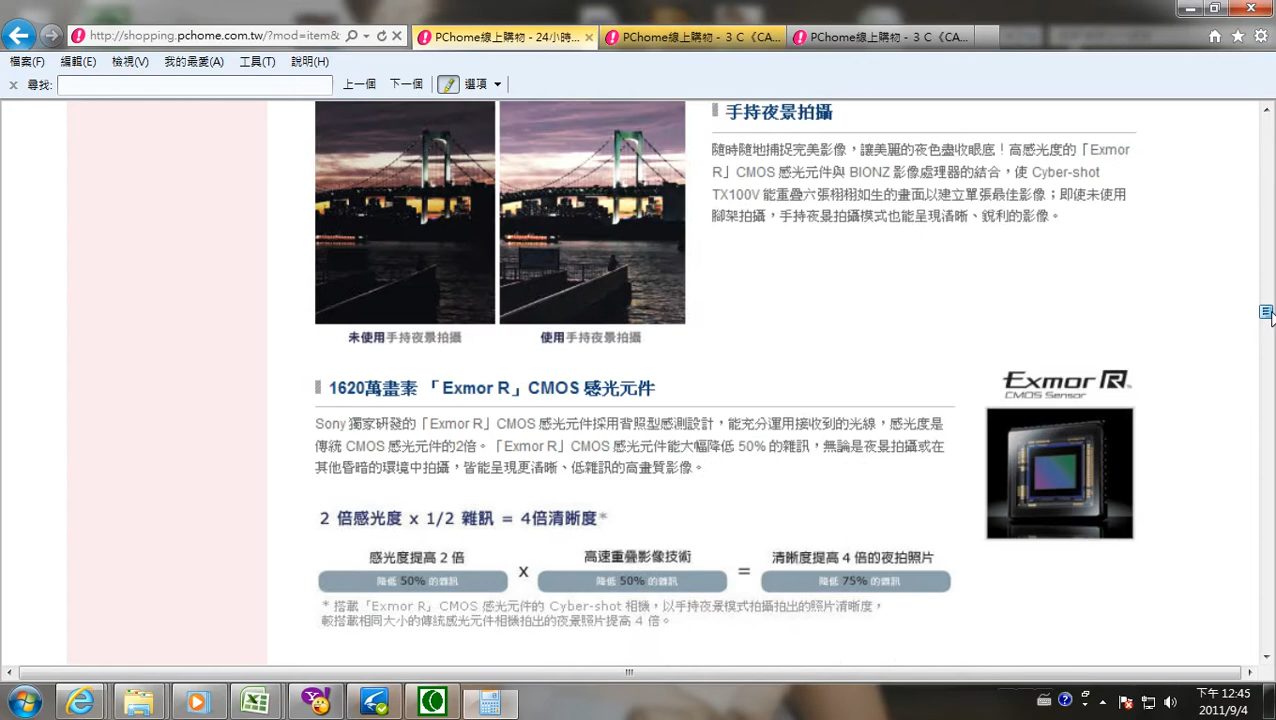 http://shopping.pchome.com.tw/?mod=item&
PChome線上購物 - 24小時...
PChome線上購物 - 3 C《CA...
PChome線上購物 - 3 C《CA...
檔案(F) 編輯(E) 檢視(V) 我的最愛(A) 工具(T) 說明(H)
尋找: 上一個 下一個 選項
手持夜景拍攝
隨時隨地捕捉完美影像，讓美麗的夜色盡收眼底！高感光度的「Exmor
R」CMOS 感光元件與 BIONZ 影像處理器的結合，使 Cyber-shot
TX100V 能重疊六張栩栩如生的畫面以建立單張最佳影像；即使未使用
腳架拍攝，手持夜景拍攝模式也能呈現清晰、銳利的影像。
未使用手持夜景拍攝
使用手持夜景拍攝
1620萬畫素 「Exmor R」CMOS 感光元件
Exmor R
CMOS Sensor
Sony 獨家研發的「Exmor R」CMOS 感光元件採用背照型感測設計，能充分運用接收到的光線，感光度是
傳統 CMOS 感光元件的2倍。「Exmor R」CMOS 感光元件能大幅降低 50% 的雜訊，無論是夜景拍攝或在
其他昏暗的環境中拍攝，皆能呈現更清晰、低雜訊的高畫質影像。
2 倍感光度 x 1/2 雜訊 = 4倍清晰度*
感光度提高 2 倍 高速重疊影像技術 清晰度提高 4 倍的夜拍照片
降低 50% 的雜訊 x 降低 50% 的雜訊 = 降低 75% 的雜訊
* 搭載「Exmor R」CMOS 感光元件的 Cyber-shot 相機，以手持夜景模式拍攝拍出的照片清晰度，
較搭載相同大小的傳統感光元件相機拍出的夜景照片提高 4 倍。
下午 12:45
2011/9/4